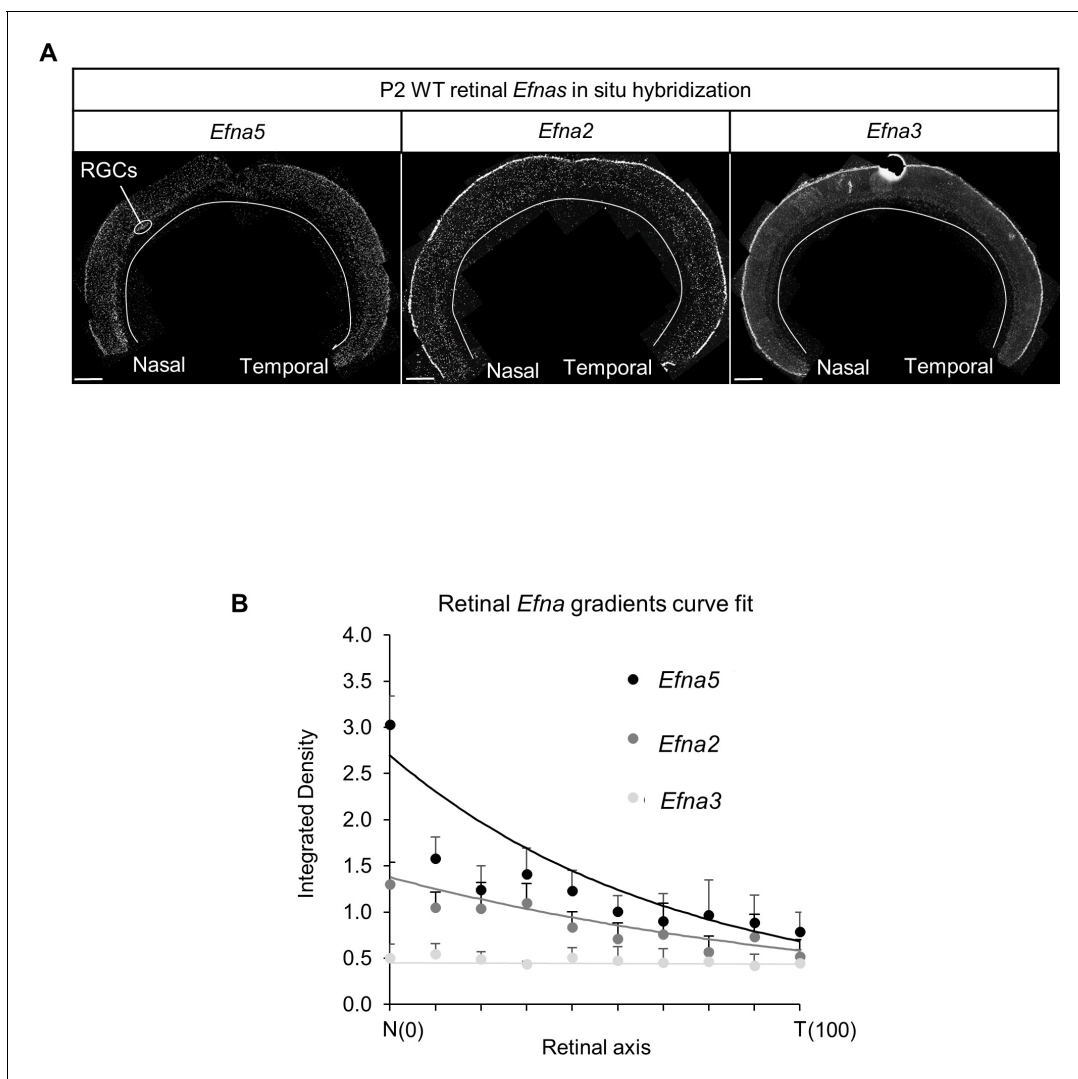 A
P2 WT retinal Efnas in situ hybridization
Efna5
Efna2
Efna3
RGCs
Nasal
Temporal
Nasal
Temporal
Nasal
Temporal
B
Retinal Efna gradients curve fit
4.0
3.5
3.0
2.5
2.0
1.5
1.0
0.5
0.0
Integrated Density
Efna5
Efna2
Efna3
N(0)
T(100)
Retinal axis